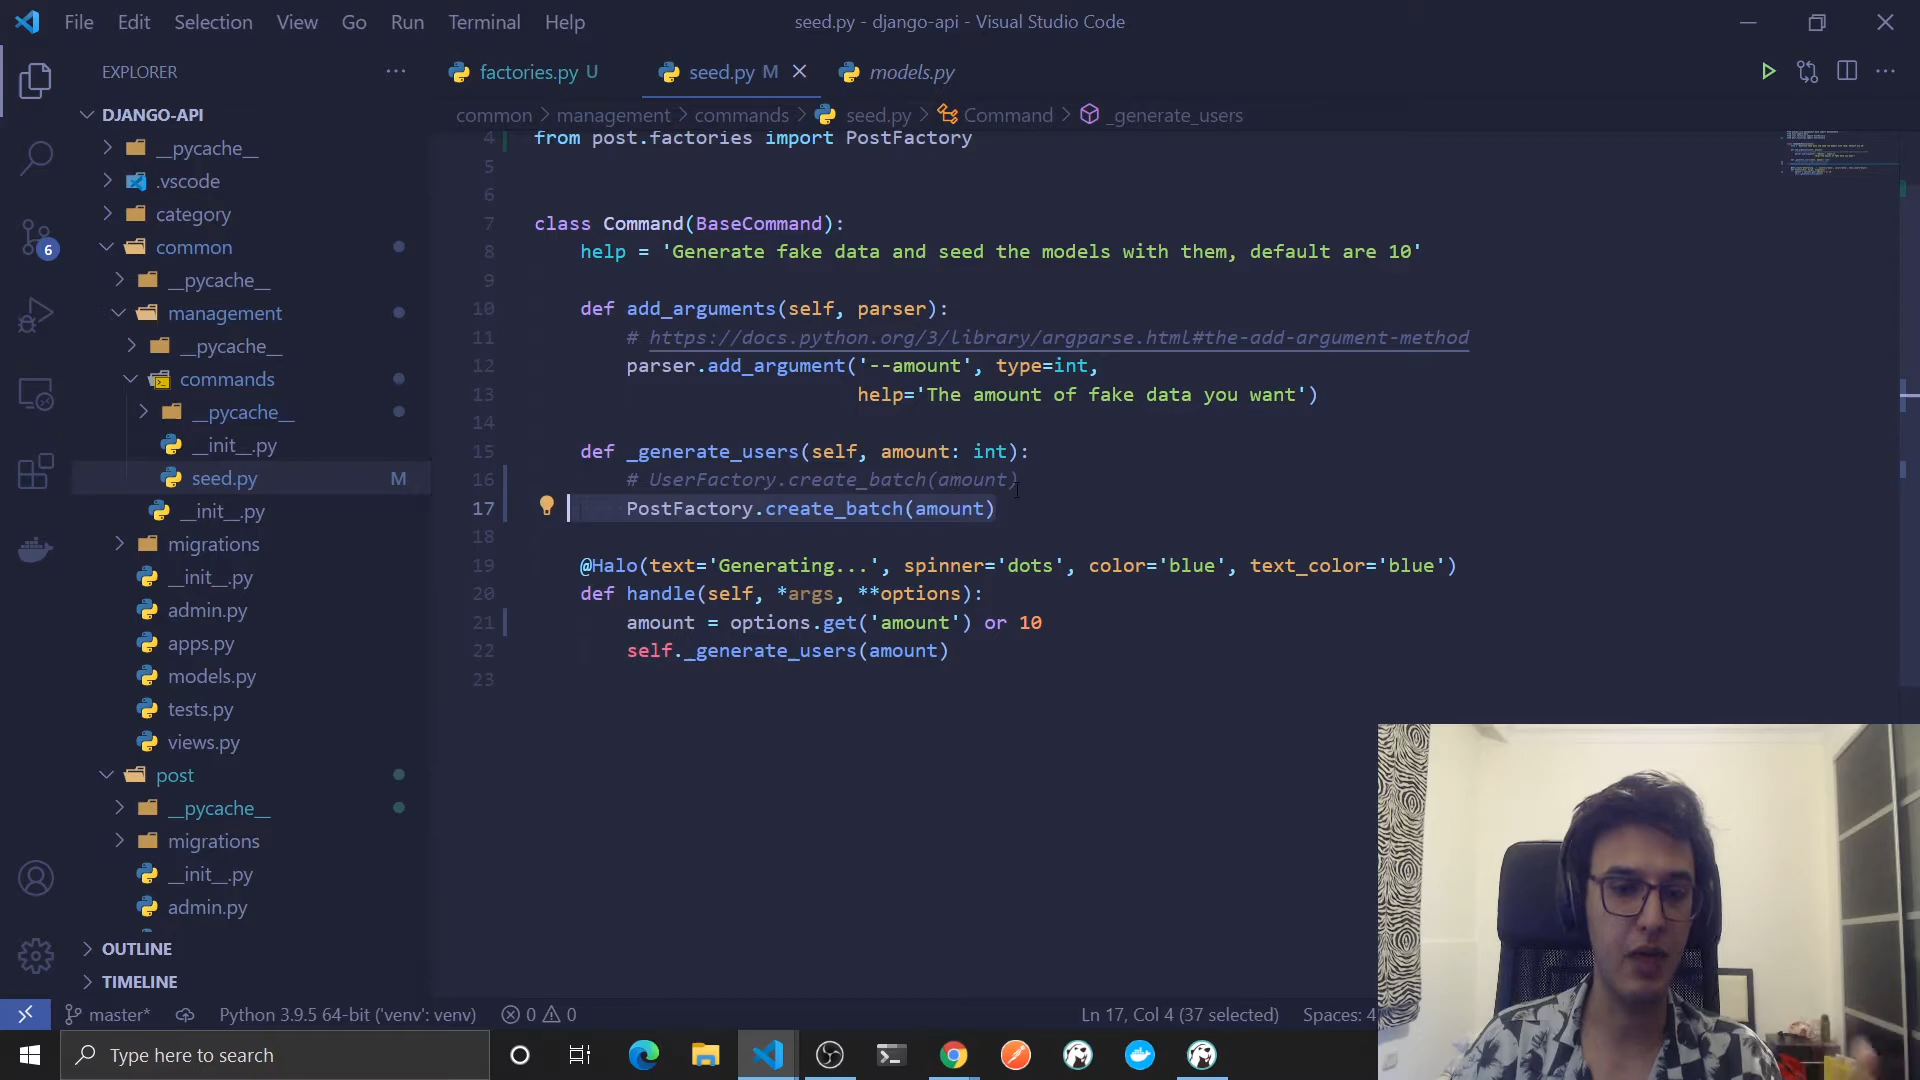 File Edit Selection View Go Run Terminal Help seed.py - django-api - Visual Studio Code
EXPLORER
DJANGO-API
__pycache__
.vscode
category
common
__pycache__
management
__pycache__
commands
__pycache__
__init__.py
seed.py M
__init__.py
migrations
__init__.py
admin.py
apps.py
models.py
tests.py
views.py
post
__pycache__
migrations
__init__.py
admin.py
OUTLINE
TIMELINE
6
factories.py U seed.py M models.py
common > management > commands > seed.py > Command > _generate_users
4 from post.factories import PostFactory
5
6
7 class Command(BaseCommand):
8 help = 'Generate fake data and seed the models with them, default are 10'
9
10 def add_arguments(self, parser):
11 # https://docs.python.org/3/library/argparse.html#the-add-argument-method
12 parser.add_argument('--amount', type=int,
13 help='The amount of fake data you want')
14
15 def _generate_users(self, amount: int):
16 # UserFactory.create_batch(amount)
17 PostFactory.create_batch(amount)
18
19 @Halo(text='Generating...', spinner='dots', color='blue', text_color='blue')
20 def handle(self, *args, **options):
21 amount = options.get('amount') or 10
22 self._generate_users(amount)
23
master* Python 3.9.5 64-bit ('venv': venv) 0 0 Ln 17, Col 4 (37 selected) Spaces: 4
Type here to search